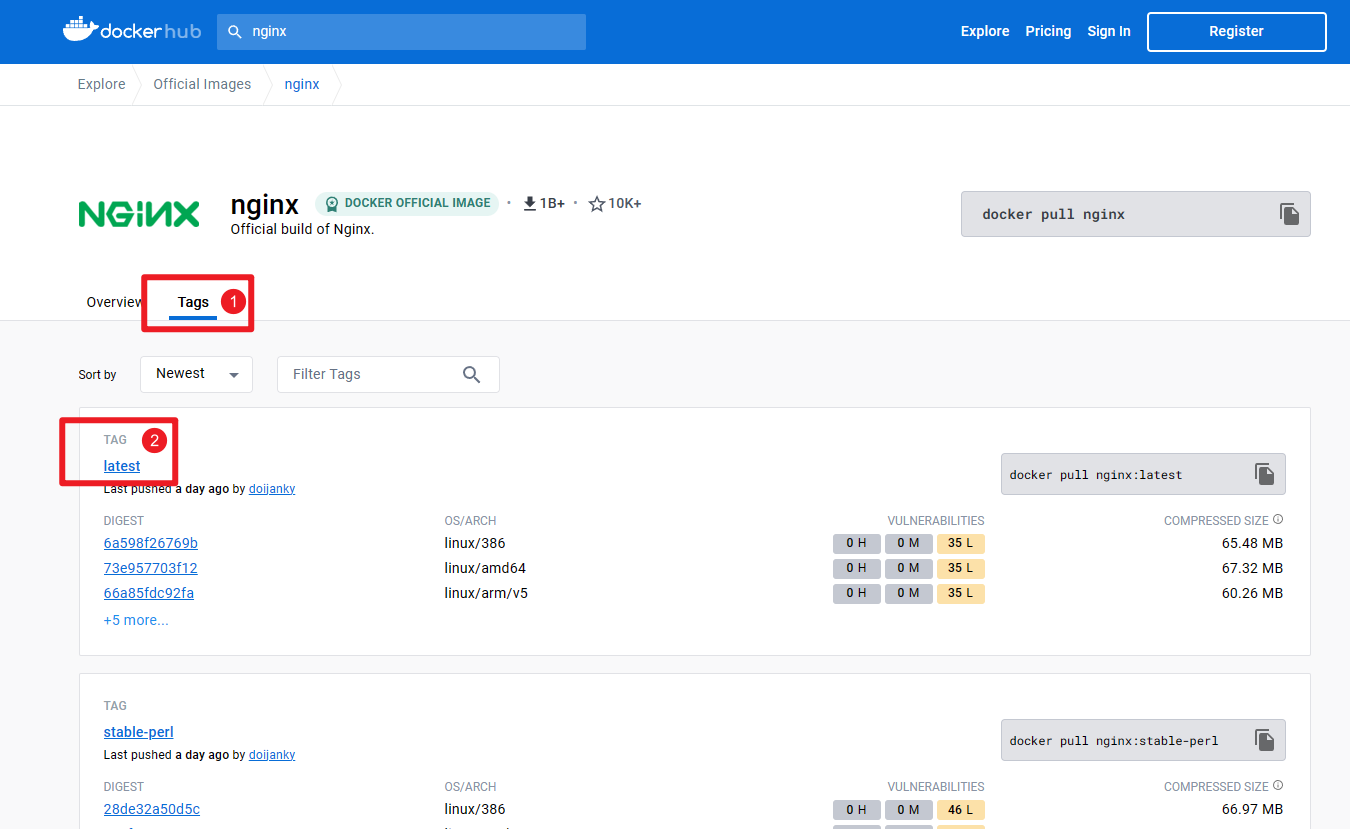 dockerhub
nginx
Explore
Pricing
Sign In
Register
Explore
Official Images
nginx
NGINX
nginx
DOCKER OFFICIAL IMAGE
· 1B+ · 10K+
Official build of Nginx.
docker pull nginx
Overview
Tags
1
Sort by
Newest
Filter Tags
TAG
2
latest
Last pushed a day ago by doijanky
docker pull nginx:latest
DIGEST OS/ARCH VULNERABILITIES COMPRESSED SIZE
6a598f26769b linux/386 0 H 0 M 35 L 65.48 MB
73e957703f12 linux/amd64 0 H 0 M 35 L 67.32 MB
66a85fdc92fa linux/arm/v5 0 H 0 M 35 L 60.26 MB
+5 more...
TAG
stable-perl
Last pushed a day ago by doijanky
docker pull nginx:stable-perl
DIGEST OS/ARCH VULNERABILITIES COMPRESSED SIZE
28de32a50d5c linux/386 0 H 0 M 46 L 66.97 MB